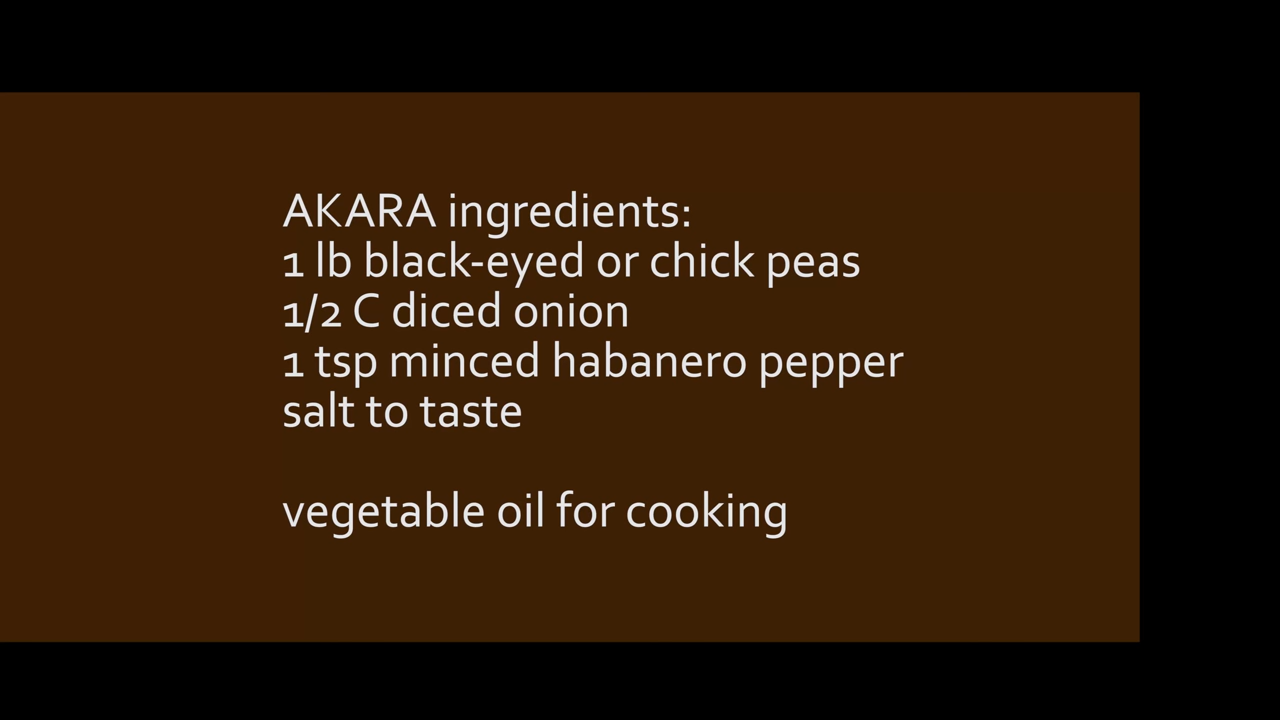 AKARA ingredients:
1 lb black-eyed or chick peas
1/2 C diced onion
1 tsp minced habanero pepper
salt to taste
vegetable oil for cooking